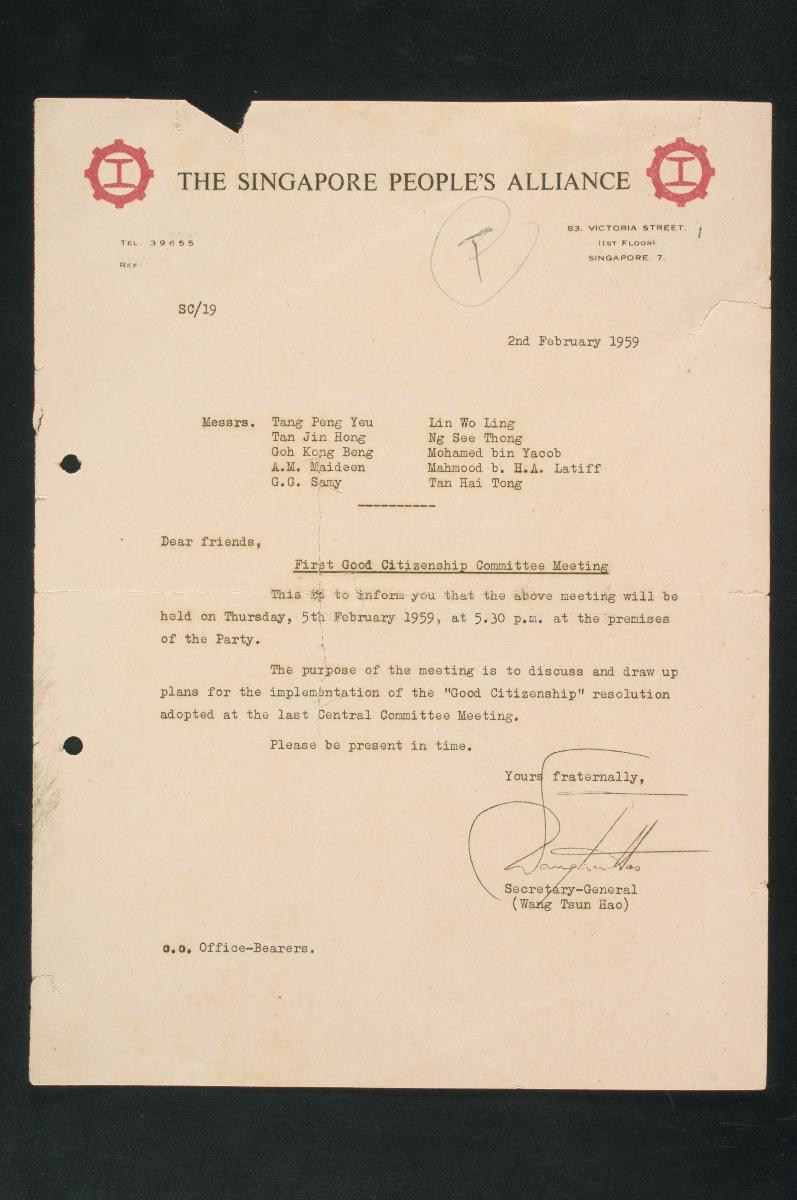 THE SINGAPORE PEOPLE'S ALLIANCE
TEL. 39655
REF-
83, VICTORIA STREET,
(1ST FLOOR)
SINGAPORE. 7.
F
SC/19
2nd February 1959
Messrs. Tang Peng Yeu Lin Wo Ling
Tan Jin Hong Ng See Thong
Goh Kong Beng Mohamed bin Yacob
A.M. Maideen Mahmood b. H.A. Latiff
G.G. Samy Tan Hai Tong
Dear friends,
First Good Citizenship Committee Meeting
This is to inform you that the above meeting will be
held on Thursday, 5th February 1959, at 5.30 p.m. at the premises
of the Party.
The purpose of the meeting is to discuss and draw up
plans for the implementation of the "Good Citizenship" resolution
adopted at the last Central Committee Meeting.
Please be present in time.
Yours fraternally,
Wang Tsun Hao
Secretary-General
(Wang Tsun Hao)
c.c. Office-Bearers.